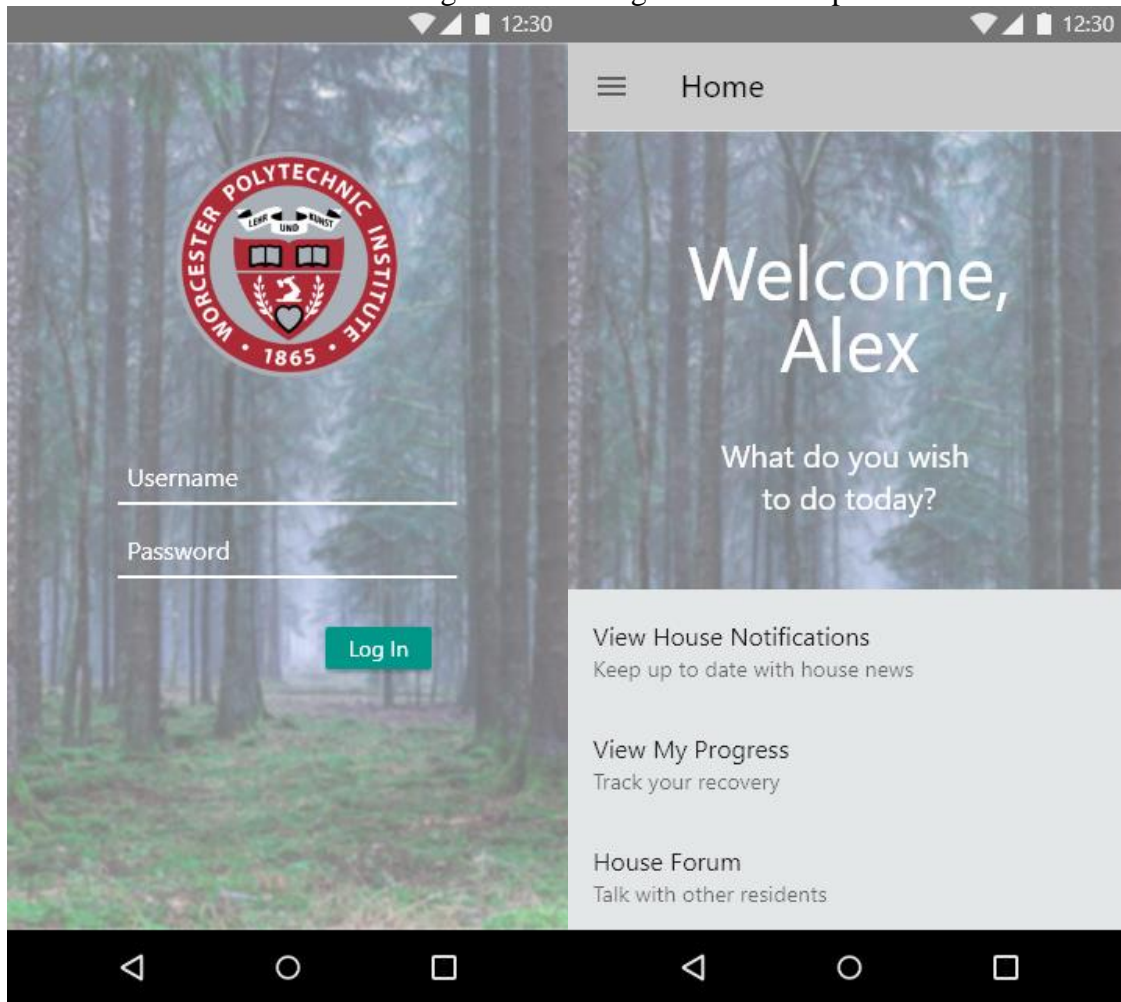 12:30
WORCESTER POLYTECHNIC INSTITUTE
LEHR UND KUNST
· 1865 ·
Username
Password
Log In
12:30
Home
Welcome,
Alex
What do you wish
to do today?
View House Notifications
Keep up to date with house news
View My Progress
Track your recovery
House Forum
Talk with other residents